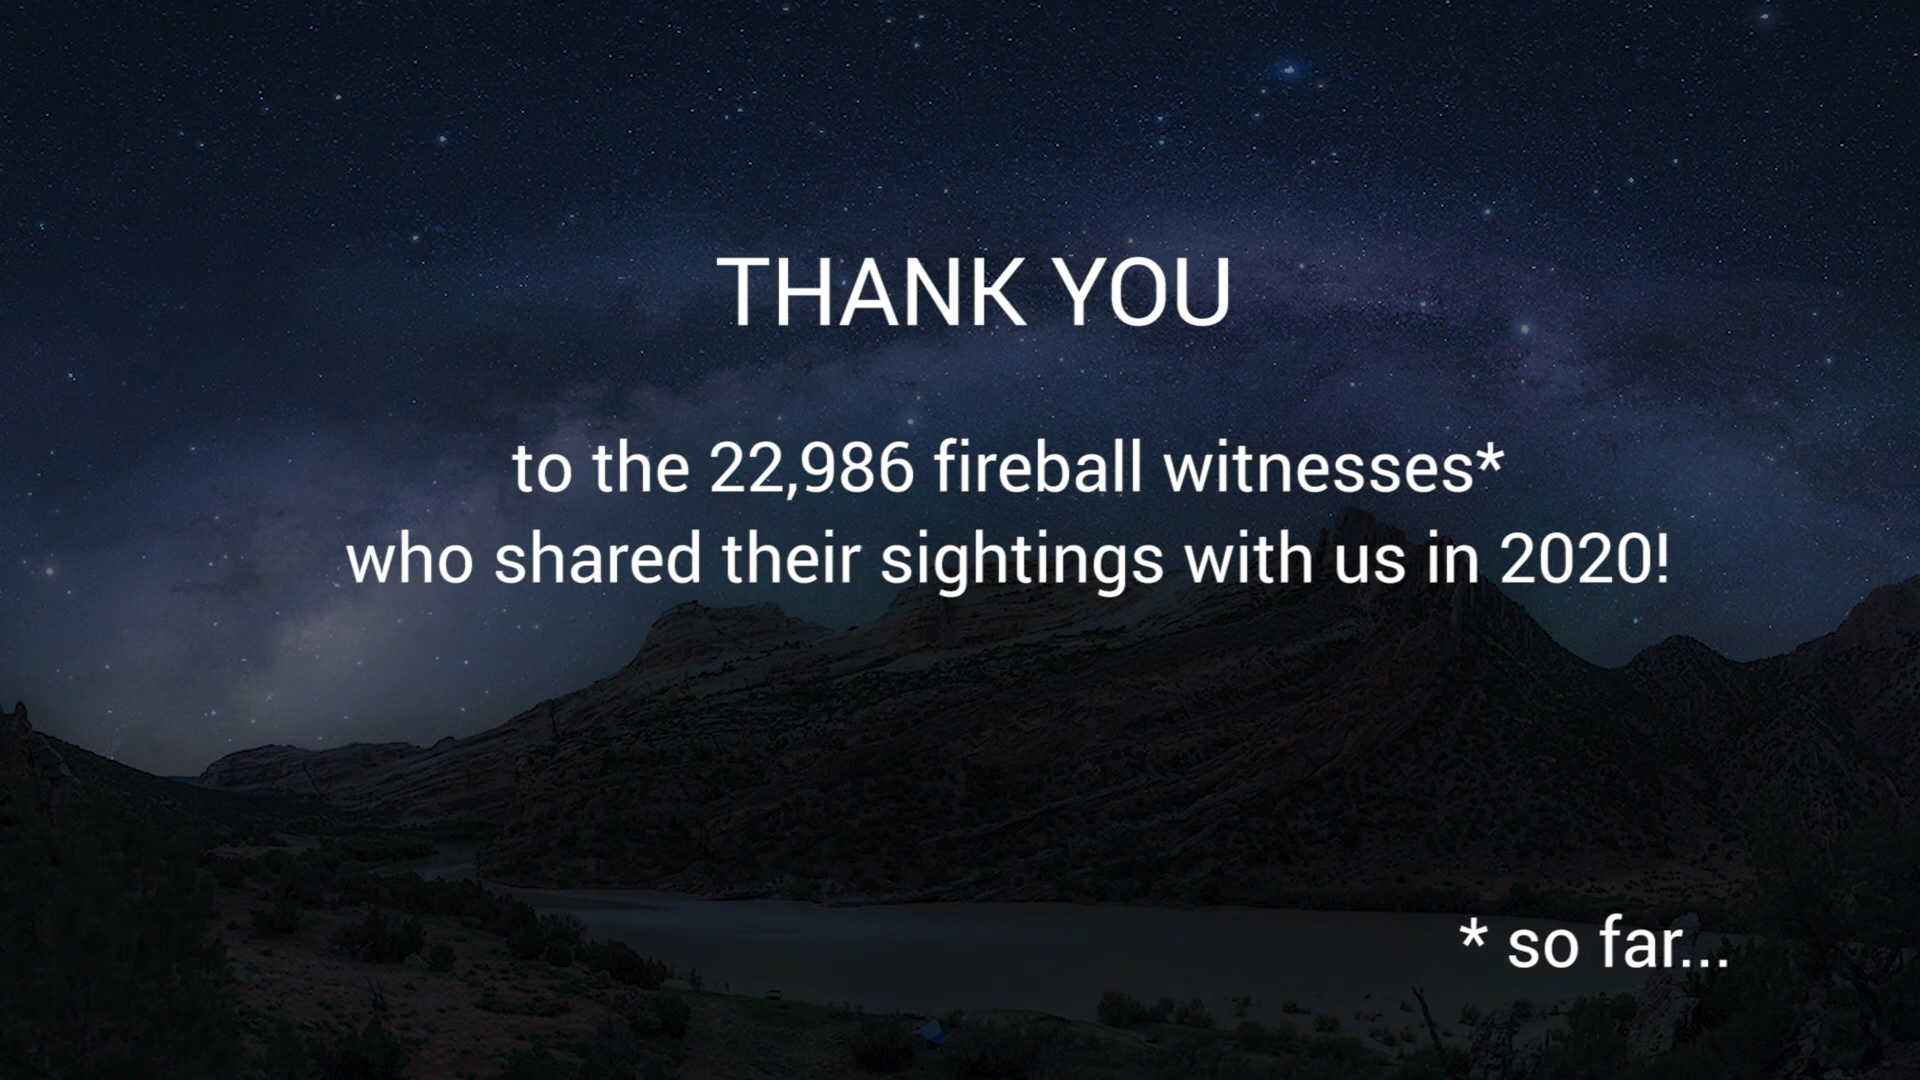 THANK YOU
to the 22,986 fireball witnesses*
who shared their sightings with us in 2020!
* so far...